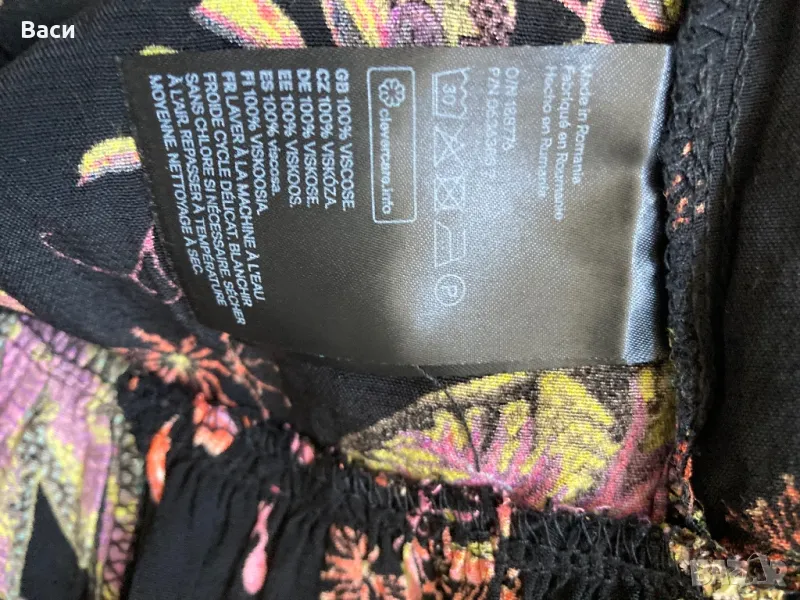 Васи
Made in Romania
Fabriqué en Roumanie
Hecho en Rumanía
O/N 188776
P/N
30
P
clevercare.info
GB 100% VISCOSE.
CZ 100% VISKÓZA.
DE 100% VISKOSE.
EE 100% VISKOOS.
ES 100% viscosa.
FI 100% VISKOOSIA.
FR LAVER À LA MACHINE À L'EAU
FROIDE CYCLE DÉLICAT, BLANCHIR
SANS CHLORE SI NÉCESSAIRE, SÉCHER
À L'AIR, REPASSER À TEMPÉRATURE
MOYENNE, NETTOYAGE À SEC.